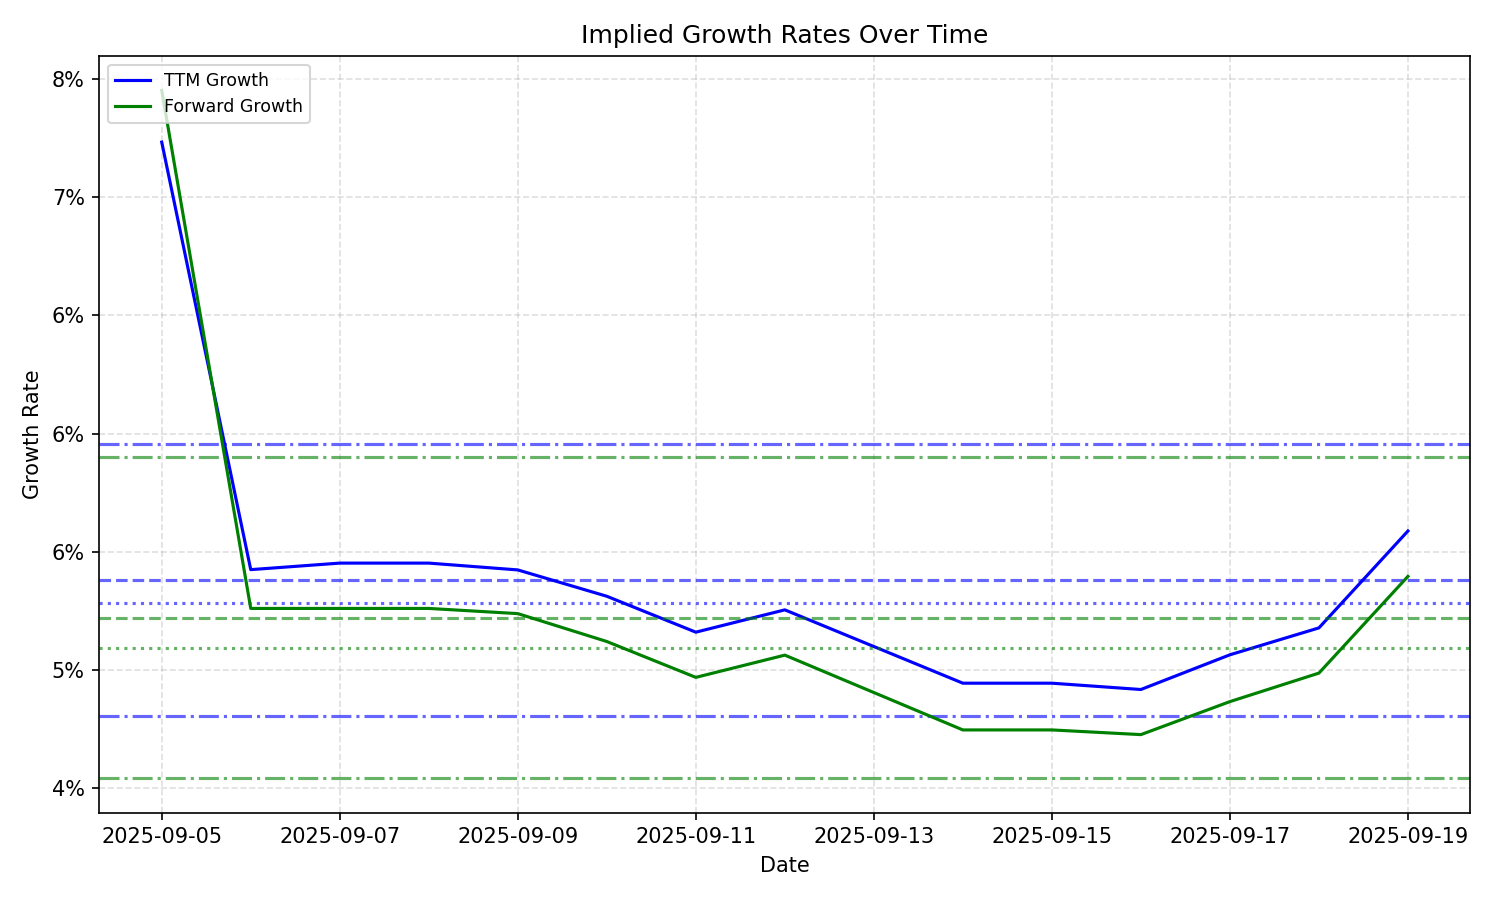 Implied Growth Rates Over Time
TTM Growth
Forward Growth
8%
7%
6%
6%
6%
5%
4%
Growth Rate
2025-09-05 2025-09-07 2025-09-09 2025-09-11 2025-09-13 2025-09-15 2025-09-17 2025-09-19
Date